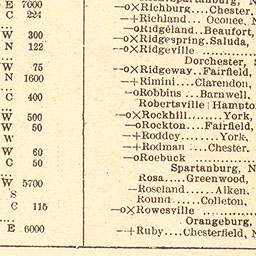 Spartanburg, N
E 7000 —o×Richburg....Chester,
C 224 —+Richland... Oconee, N
... —oRidgeland..Beaufort,
W 300 —o×Ridgespring.Saluda,
N 122 —o×Ridgeville
... Dorchester, S
W 75 —o×Ridgeway..Fairfield,
N 1600 —+Rimini....Clarendon,
... —oRobbins ...Barnwell,
C 400 Robertsville|Hampton
... —o×Rockhill......York,
W 500 —oRockton....Fairfield,
W 50 —+Roddey......York,
W —+Rodman ....Chester.
W 60 —oRoebuck
C 50 Spartanburg, N
... Rosa.....Greenwood,
W 5700 —Roseland......Aiken,
S Round ......Colleton,
C 115 —o×Rowesville
... Orangeburg,
E 6000 —+Ruby....Chesterfield, N